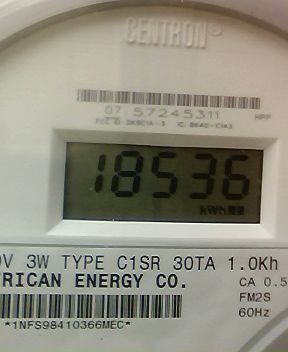 CENTRON®
07 57245311
HPP
18536
kWh
V 3W TYPE C1SR 30TA 1.0Kh
RICAN ENERGY CO.
CA 0.5
FM2S
60Hz
*1NFS98410366MEC*